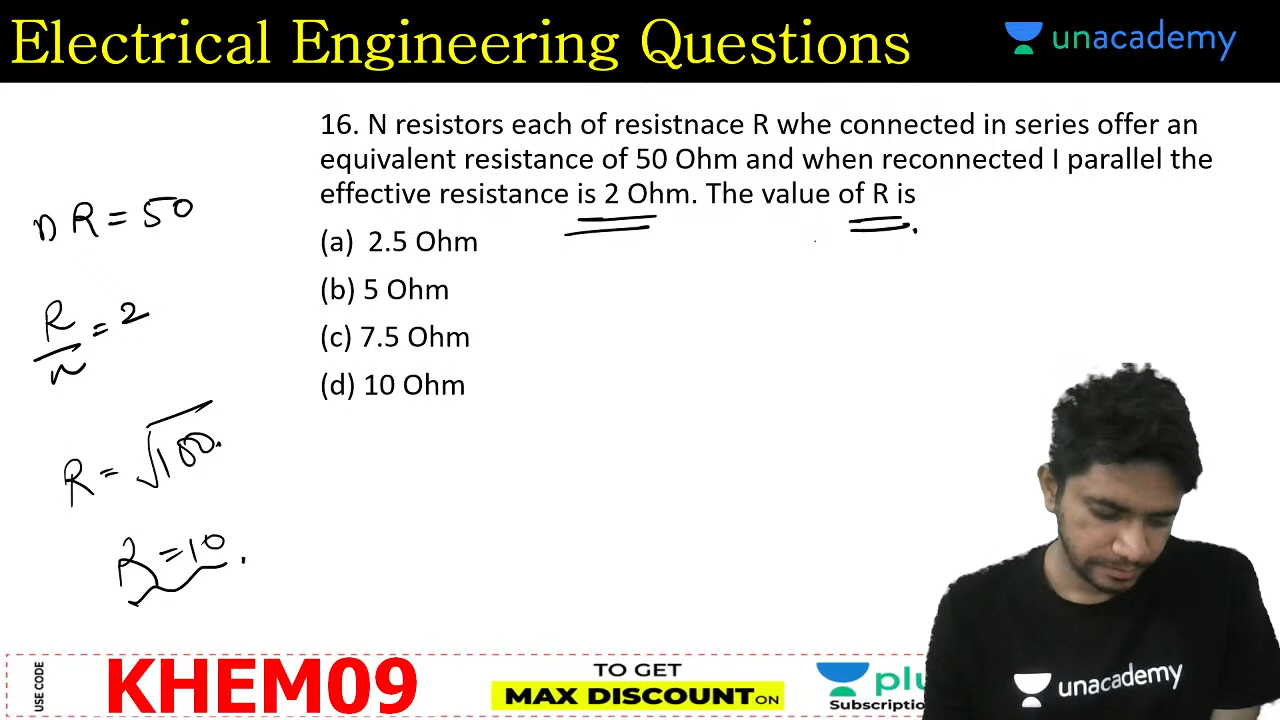 Electrical Engineering Questions
unacademy
16. N resistors each of resistnace R whe connected in series offer an
equivalent resistance of 50 Ohm and when reconnected I parallel the
effective resistance is 2 Ohm. The value of R is
(a) 2.5 Ohm
(b) 5 Ohm
(c) 7.5 Ohm
(d) 10 Ohm
n R = 50
R/n = 2
R = √100.
R = 10.
unacademy
USE CODE
KHEM09
TO GET
MAX DISCOUNT ON
Subscriptio